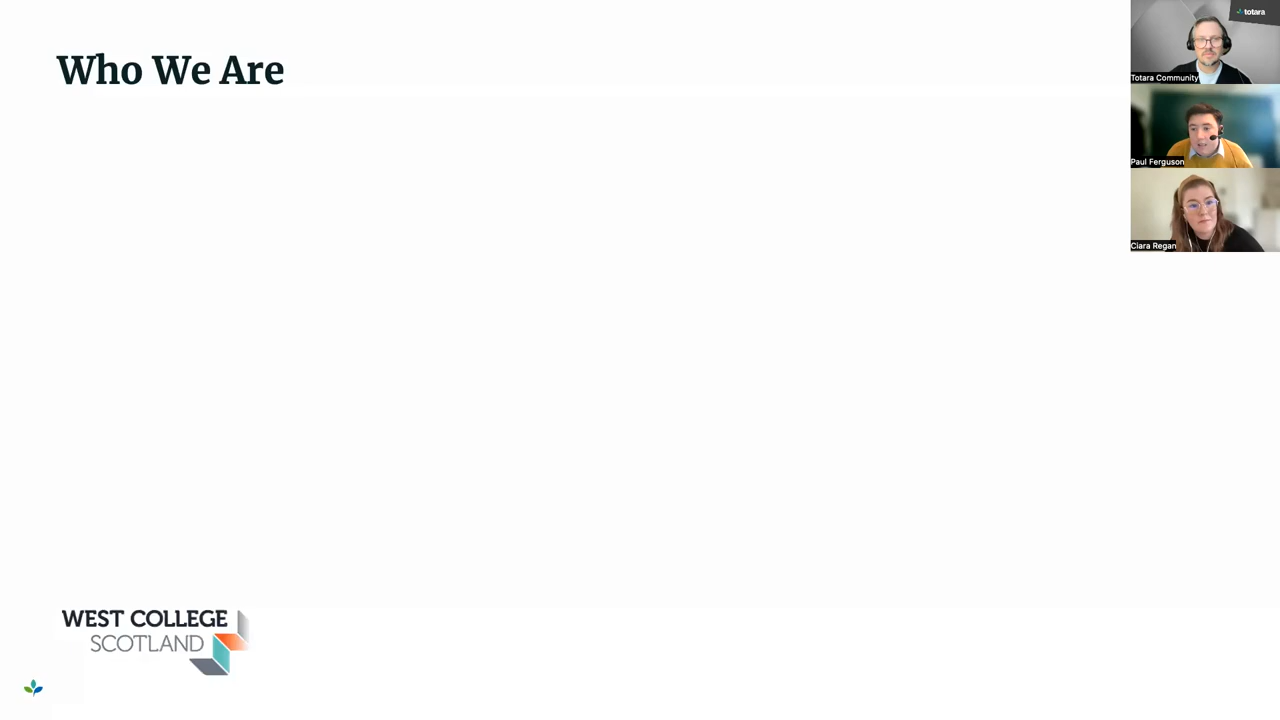 Who We Are
totara
Totara Community
Paul Ferguson
Ciara Regan
WEST COLLEGE
SCOTLAND